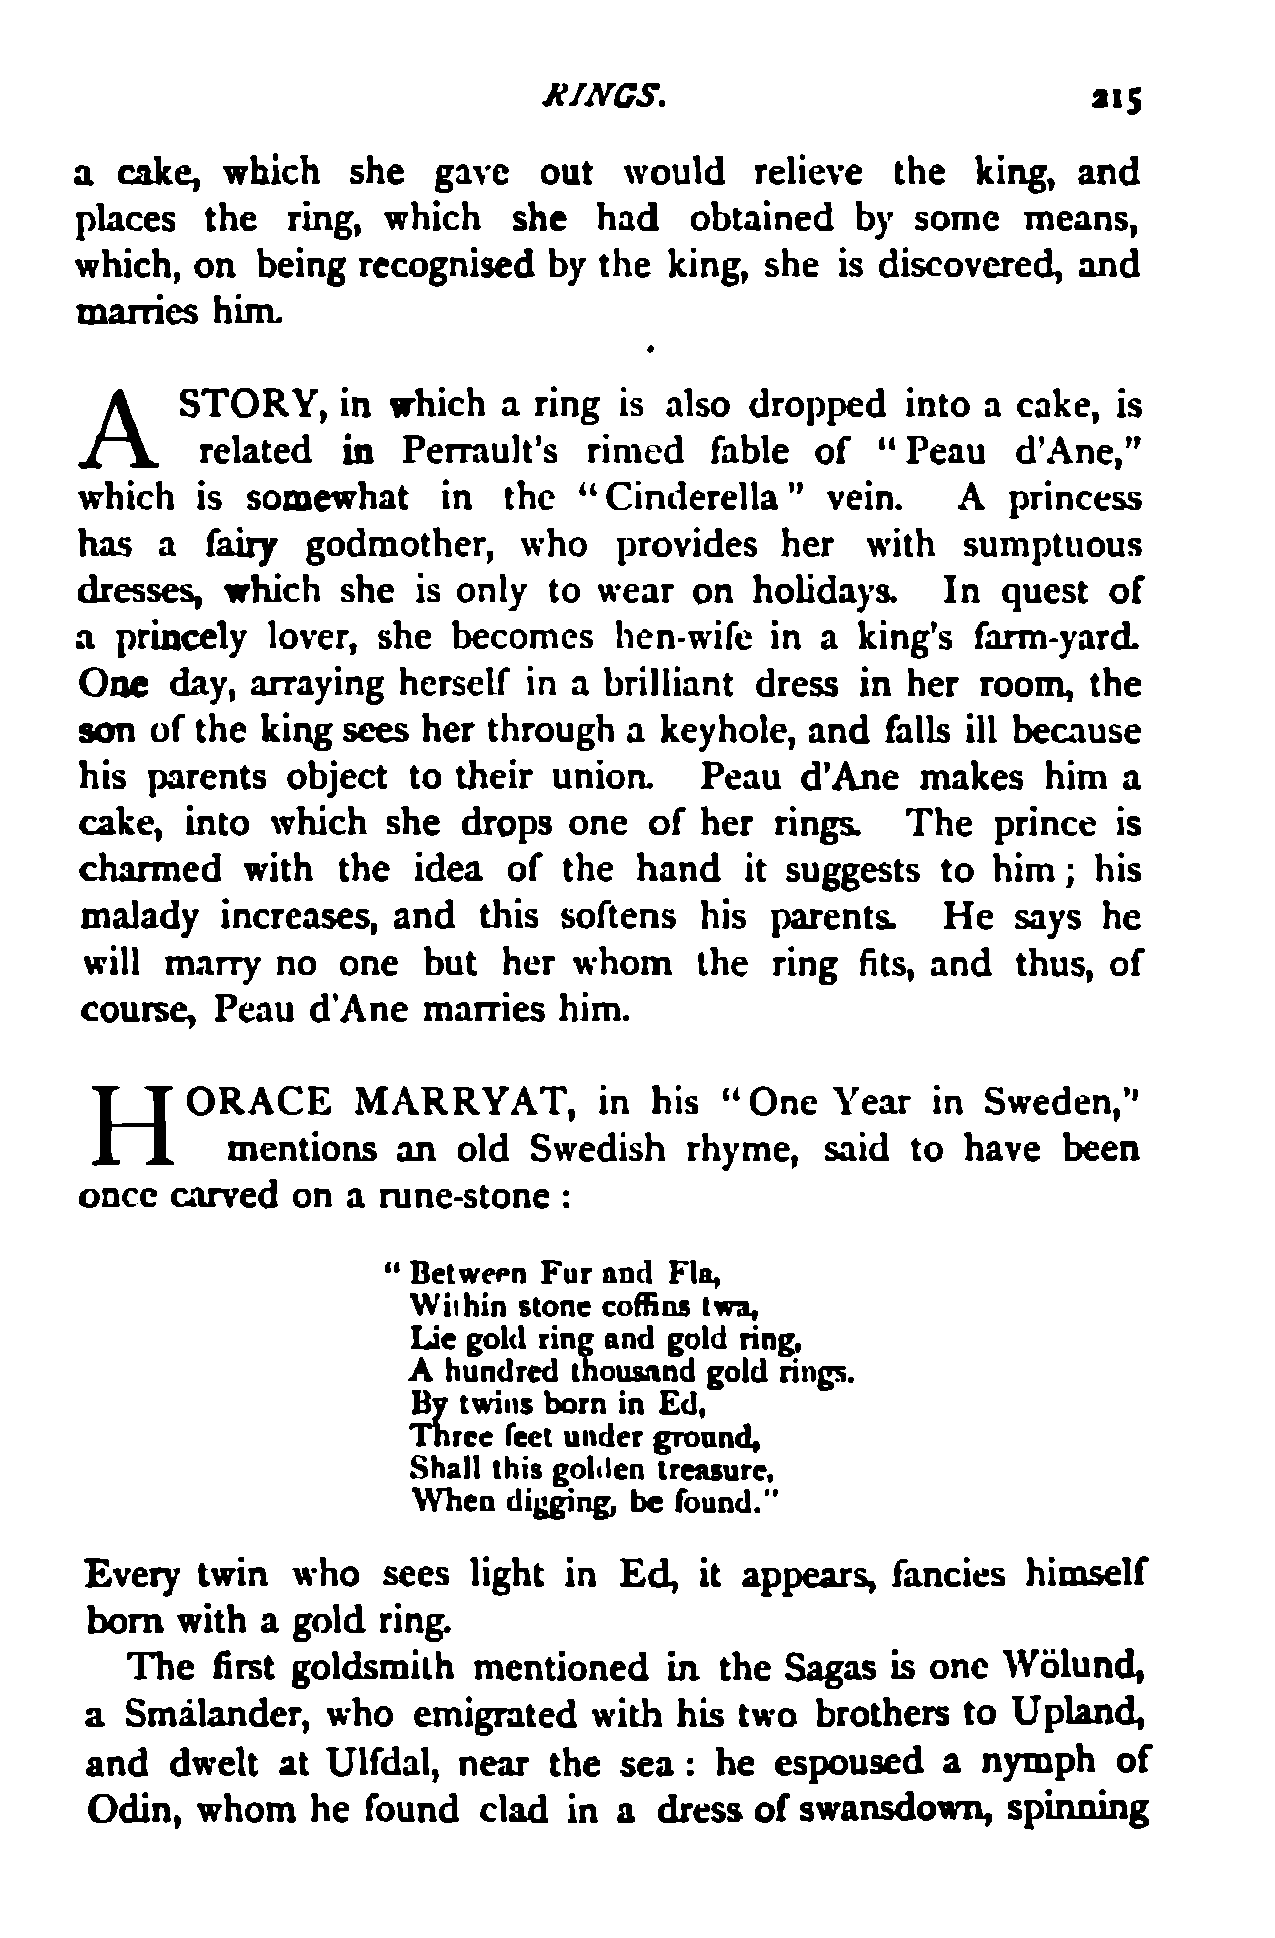 RINGS. 215
a cake, which she gave out would relieve the king, and
places the ring, which she had obtained by some means,
which, on being recognised by the king, she is discovered, and
marries him.
A STORY, in which a ring is also dropped into a cake, is
related in Perrault's rimed fable of "Peau d'Ane,"
which is somewhat in the "Cinderella" vein. A princess
has a fairy godmother, who provides her with sumptuous
dresses, which she is only to wear on holidays. In quest of
a princely lover, she becomes hen-wife in a king's farm-yard.
One day, arraying herself in a brilliant dress in her room, the
son of the king sees her through a keyhole, and falls ill because
his parents object to their union. Peau d'Ane makes him a
cake, into which she drops one of her rings. The prince is
charmed with the idea of the hand it suggests to him; his
malady increases, and this softens his parents. He says he
will marry no one but her whom the ring fits, and thus, of
course, Peau d'Ane marries him.
HORACE MARRYAT, in his "One Year in Sweden,"
mentions an old Swedish rhyme, said to have been
once carved on a rune-stone:
"Between Fur and Fla,
Within stone coffins twa,
Lie gold ring and gold ring,
A hundred thousand gold rings.
By twins born in Ed,
Three feet under ground,
Shall this golden treasure,
When digging, be found."
Every twin who sees light in Ed, it appears, fancies himself
born with a gold ring.
The first goldsmith mentioned in the Sagas is one Wölund,
a Smálander, who emigrated with his two brothers to Upland,
and dwelt at Ulfdal, near the sea: he espoused a nymph of
Odin, whom he found clad in a dress of swansdown, spinning